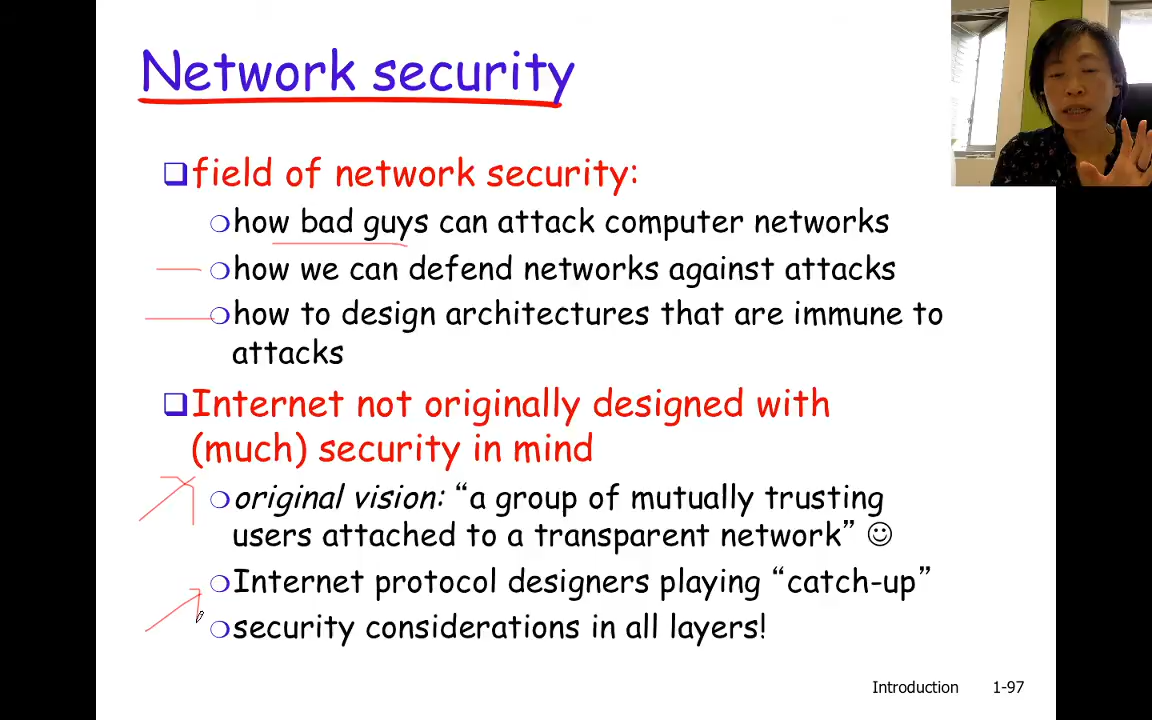 Network security
field of network security:
how bad guys can attack computer networks
how we can defend networks against attacks
how to design architectures that are immune to
attacks
Internet not originally designed with
(much) security in mind
original vision: “a group of mutually trusting
users attached to a transparent network” ☺
Internet protocol designers playing “catch-up”
security considerations in all layers!
Introduction 1-97